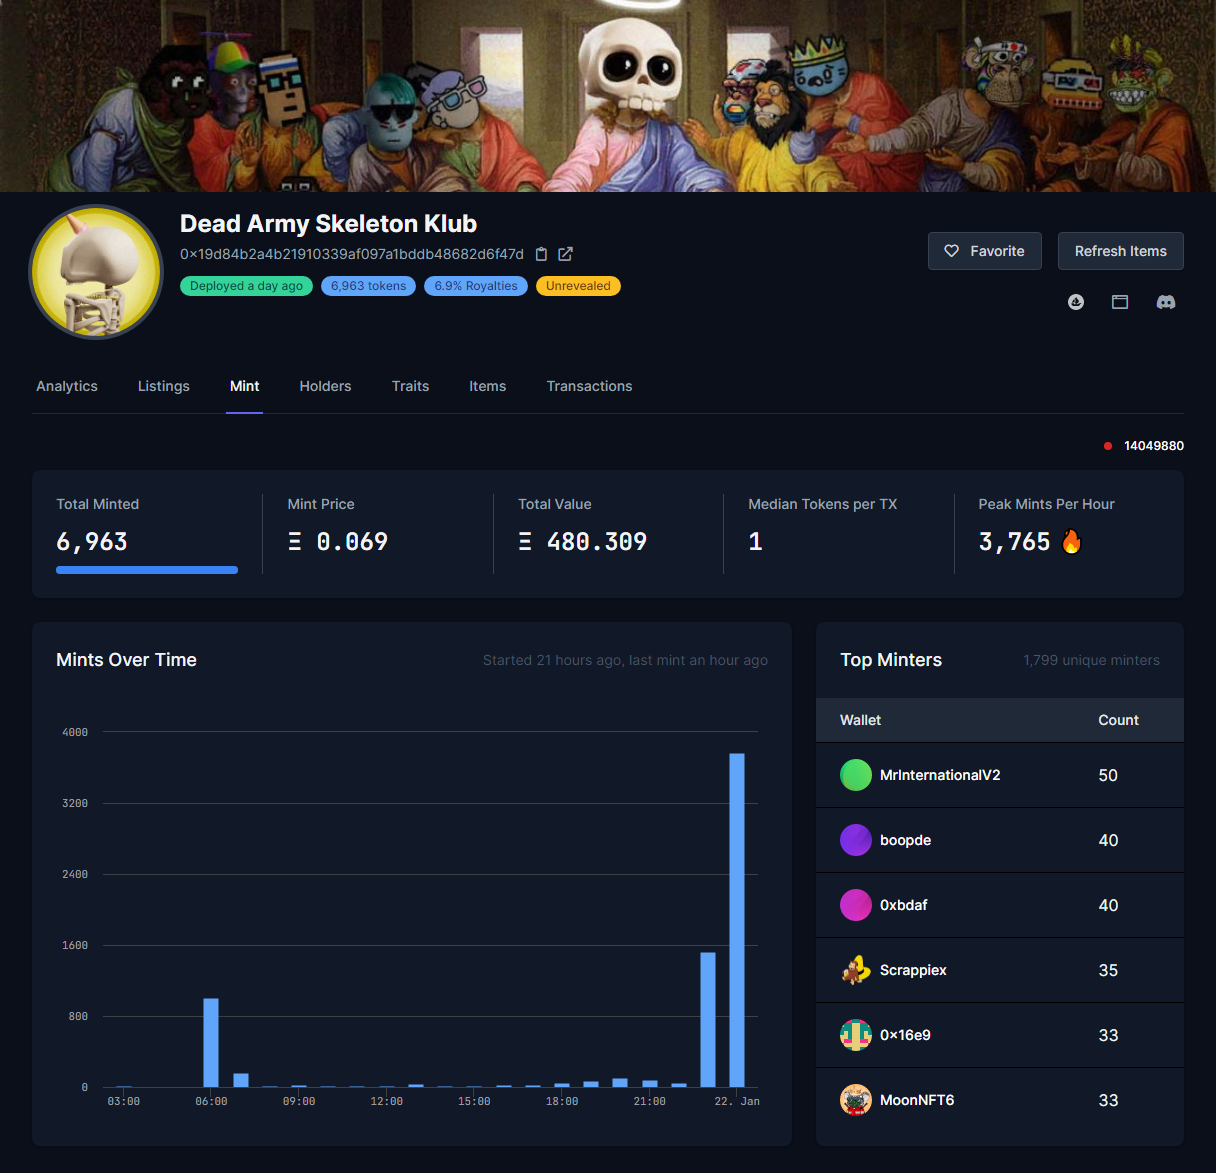 Dead Army Skeleton Klub
0x19d84b2a4b21910339af097a1bddb48682d6f47d
Deployed a day ago 6,963 tokens 6.9% Royalties Unrevealed
Favorite Refresh Items
Analytics Listings Mint Holders Traits Items Transactions
14049880
Total Minted Mint Price Total Value Median Tokens per TX Peak Mints Per Hour
6,963 Ξ 0.069 Ξ 480.309 1 3,765 🔥
Mints Over Time Started 21 hours ago, last mint an hour ago
4000
3200
2400
1600
800
0
03:00 06:00 09:00 12:00 15:00 18:00 21:00 22. Jan
Top Minters 1,799 unique minters
Wallet Count
MrInternationalV2 50
boopde 40
0xbdaf 40
Scrappiex 35
0x16e9 33
MoonNFT6 33